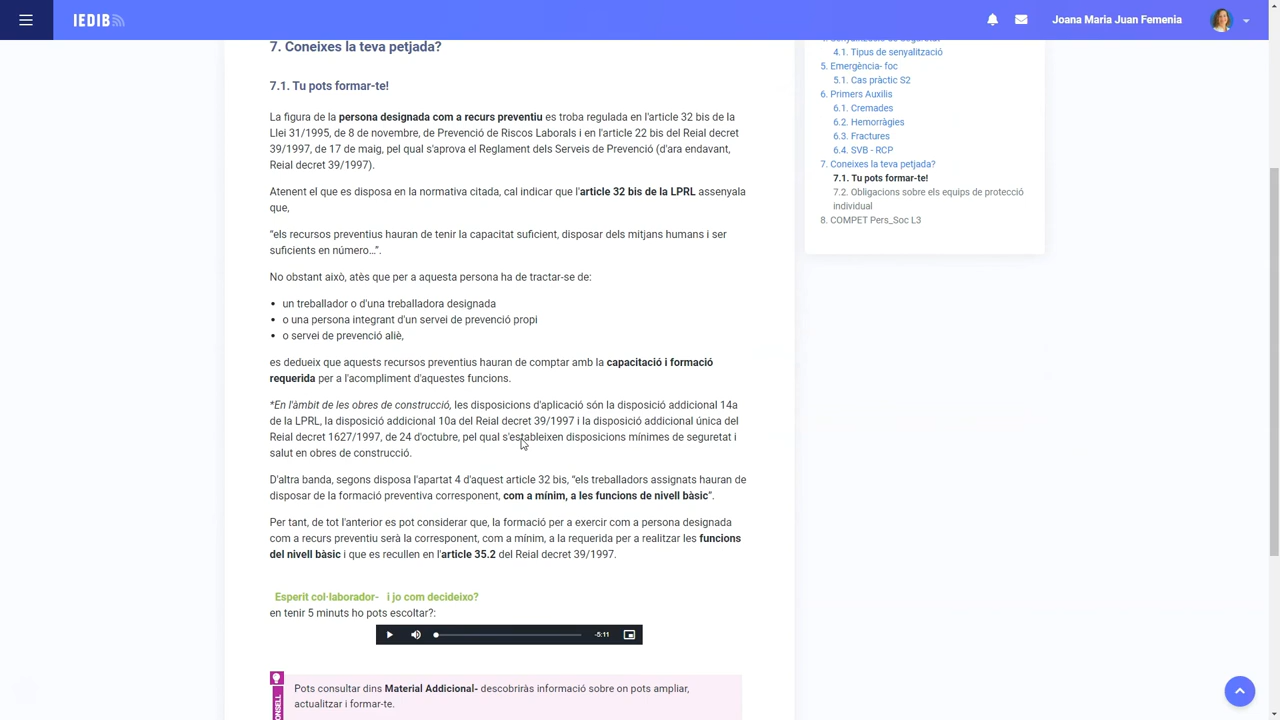 IEDIB
Joana Maria Juan Femenia
7. Coneixes la teva petjada?
7.1. Tu pots formar-te!
La figura de la persona designada com a recurs preventiu es troba regulada en l'article 32 bis de la
Llei 31/1995, de 8 de novembre, de Prevenció de Riscos Laborals i en l'article 22 bis del Reial decret
39/1997, de 17 de maig, pel qual s'aprova el Reglament dels Serveis de Prevenció (d'ara endavant,
Reial decret 39/1997).
Atenent el que es disposa en la normativa citada, cal indicar que l'article 32 bis de la LPRL assenyala
que,
"els recursos preventius hauran de tenir la capacitat suficient, disposar dels mitjans humans i ser
suficients en número…".
No obstant això, atès que per a aquesta persona ha de tractar-se de:
• un treballador o d'una treballadora designada
• o una persona integrant d'un servei de prevenció propi
• o servei de prevenció aliè,
es dedueix que aquests recursos preventius hauran de comptar amb la capacitació i formació
requerida per a l'acompliment d'aquestes funcions.
*En l'àmbit de les obres de construcció, les disposicions d'aplicació són la disposició addicional 14a
de la LPRL, la disposició addicional 10a del Reial decret 39/1997 i la disposició addicional única del
Reial decret 1627/1997, de 24 d'octubre, pel qual s'estableixen disposicions mínimes de seguretat i
salut en obres de construcció.
D'altra banda, segons disposa l'apartat 4 d'aquest article 32 bis, "els treballadors assignats hauran de
disposar de la formació preventiva corresponent, com a mínim, a les funcions de nivell bàsic".
Per tant, de tot l'anterior es pot considerar que, la formació per a exercir com a persona designada
com a recurs preventiu serà la corresponent, com a mínim, a la requerida per a realitzar les funcions
del nivell bàsic i que es recullen en l'article 35.2 del Reial decret 39/1997.
Esperit col·laborador- i jo com decideixo?
en tenir 5 minuts ho pots escoltar?:
-5:11
Pots consultar dins Material Addicional- descobriràs informació sobre on pots ampliar,
actualitzar i formar-te.
4.1. Tipus de senyalització
5. Emergència- foc
5.1. Cas pràctic S2
6. Primers Auxilis
6.1. Cremades
6.2. Hemorràgies
6.3. Fractures
6.4. SVB - RCP
7. Coneixes la teva petjada?
7.1. Tu pots formar-te!
7.2. Obligacions sobre els equips de protecció
individual
8. COMPET Pers_Soc L3